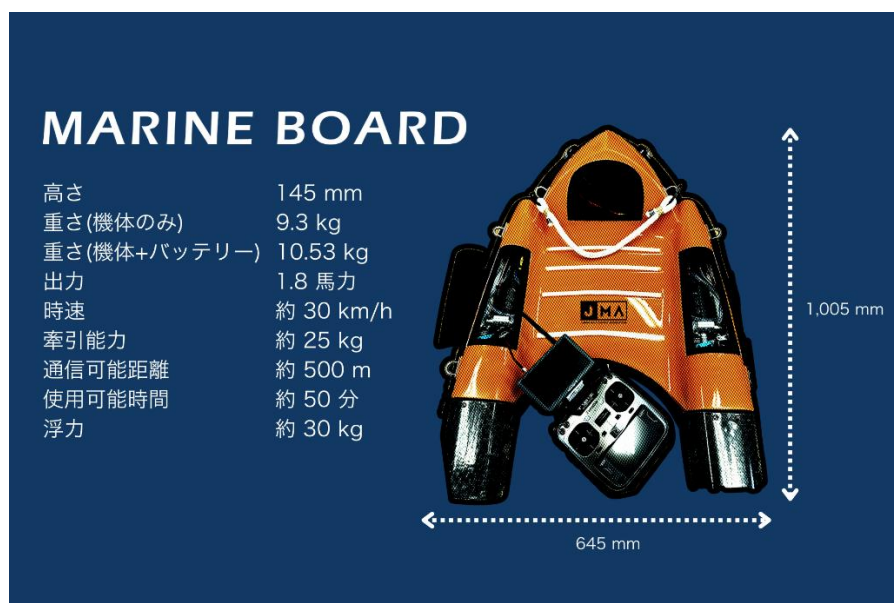 MARINE BOARD
高さ 145 mm
重さ(機体のみ) 9.3 kg
重さ(機体+バッテリー) 10.53 kg
出力 1.8 馬力
時速 約 30 km/h
牽引能力 約 25 kg
通信可能距離 約 500 m
使用可能時間 約 50 分
浮力 約 30 kg
JMA
1,005 mm
645 mm